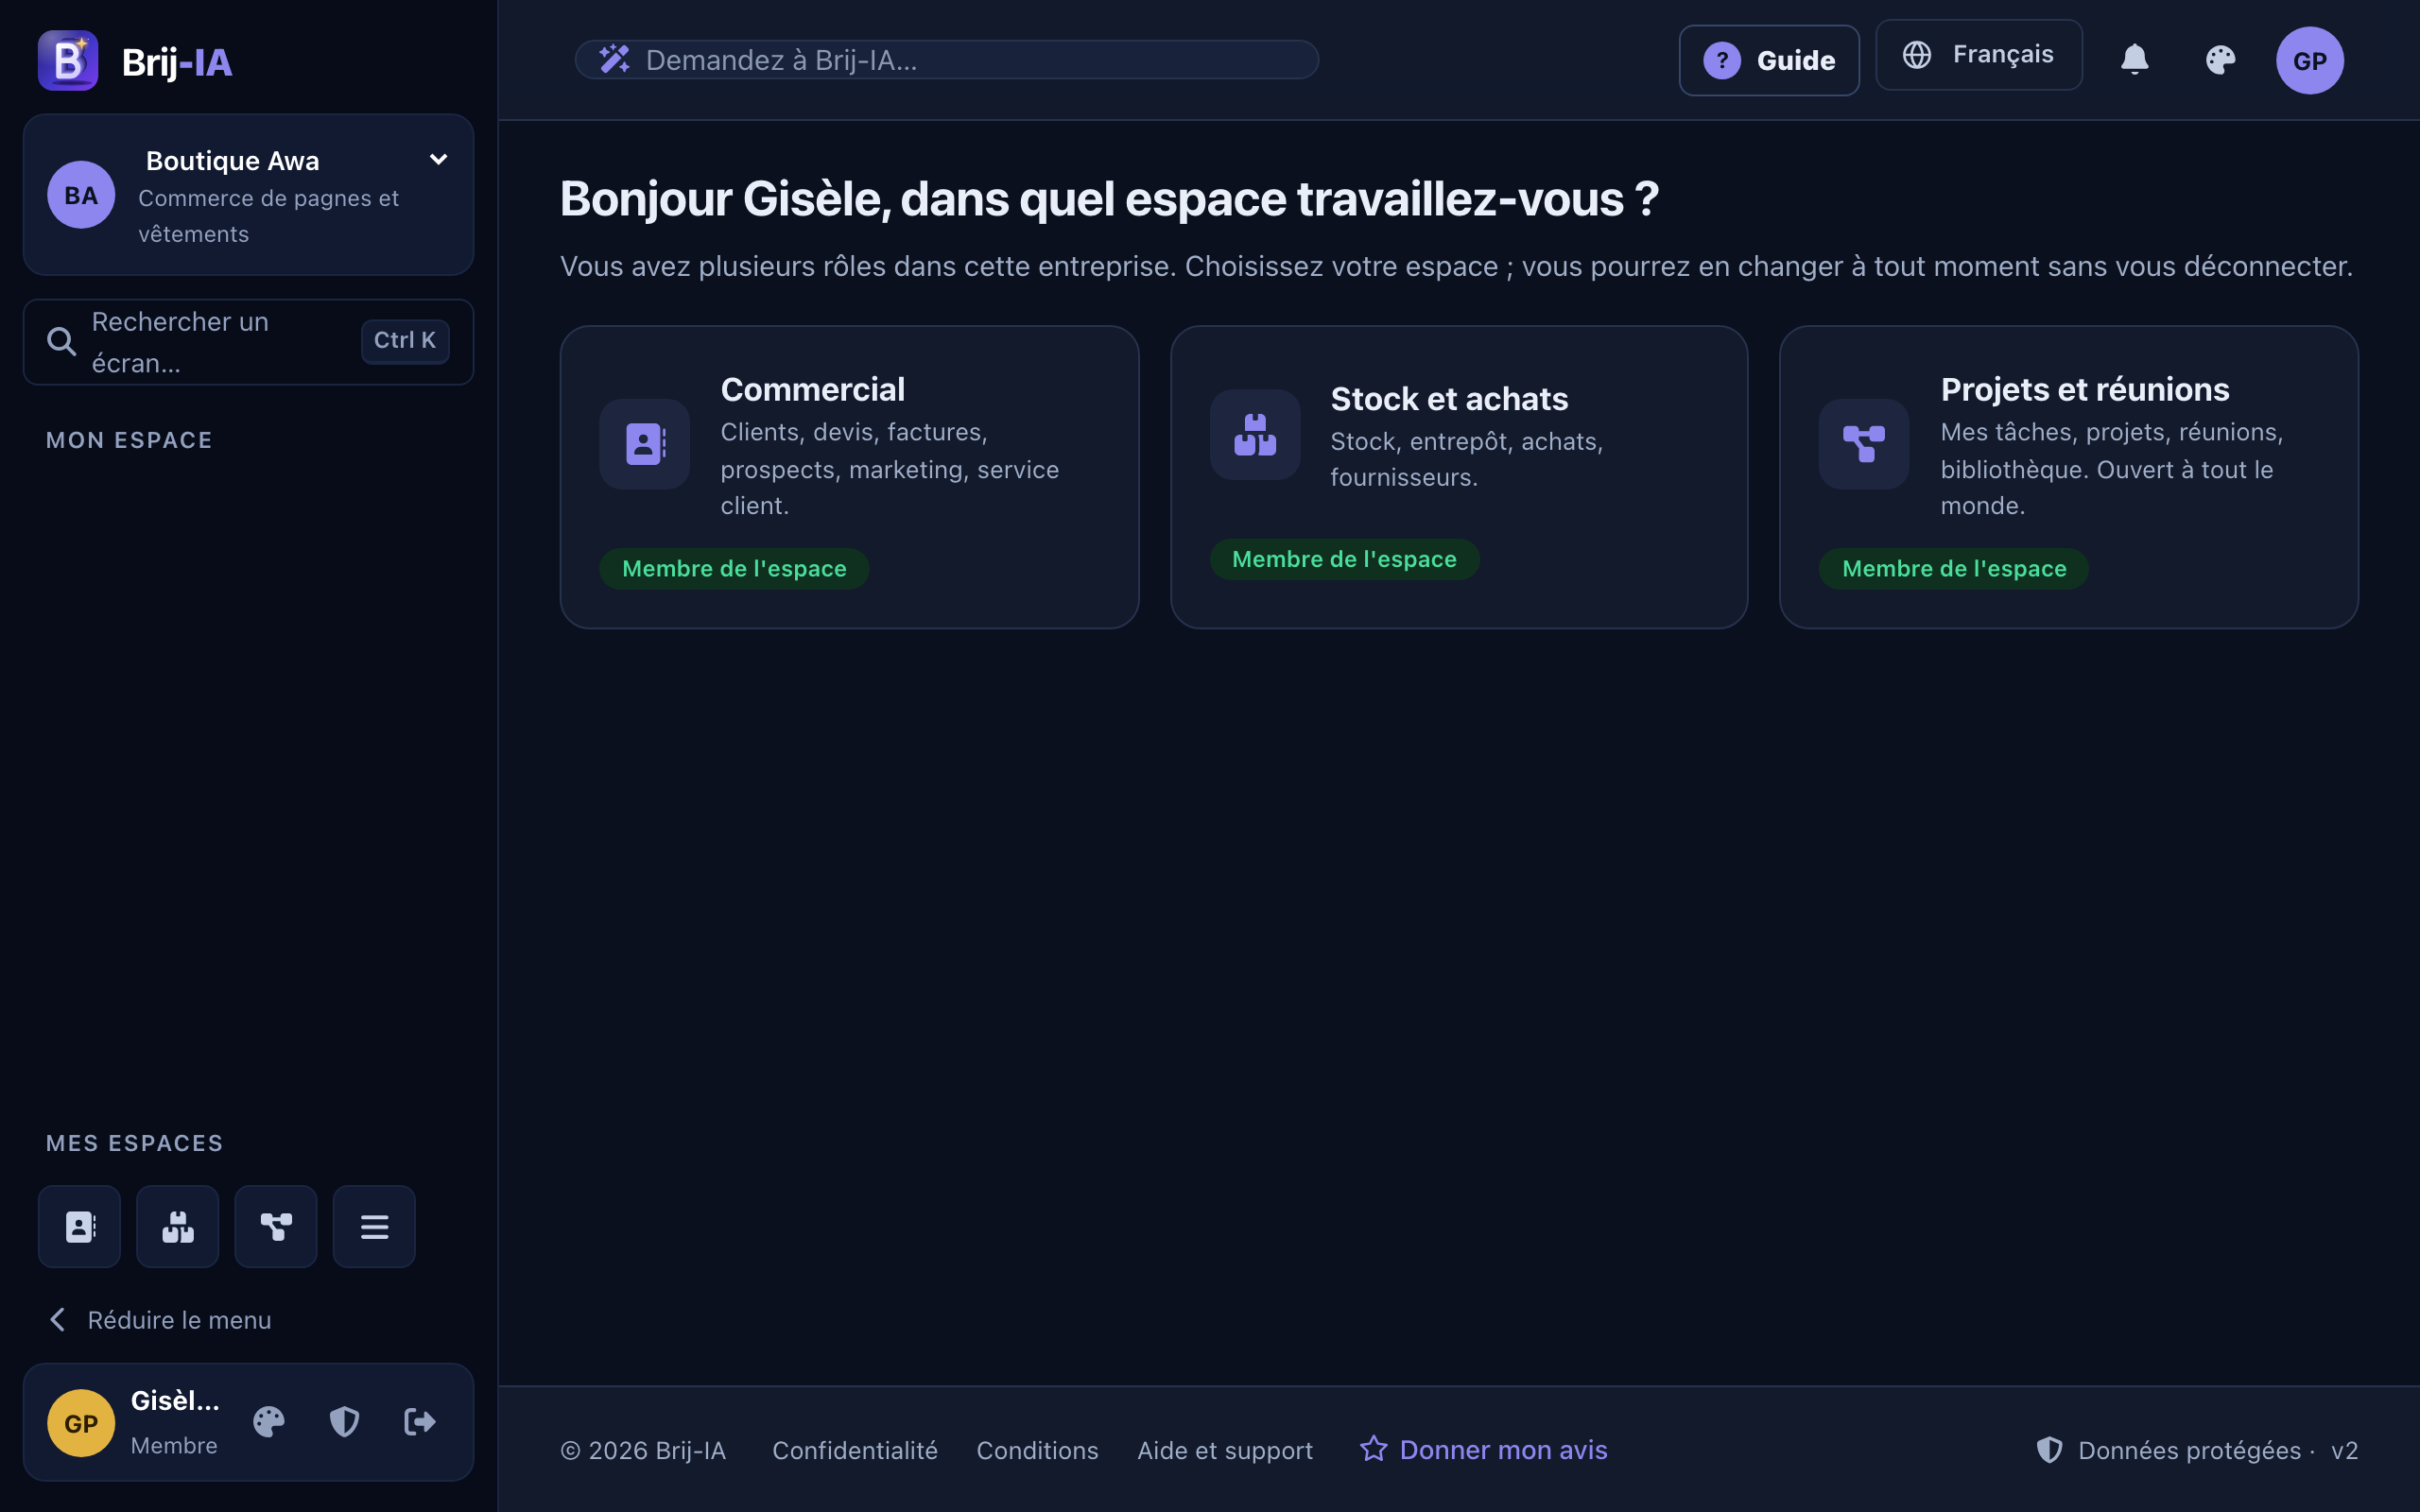 Brij-IA
BA
Boutique Awa
Commerce de pagnes et
vêtements
Rechercher un
écran...
Ctrl K
MON ESPACE
MES ESPACES
Réduire le menu
GP
Gisèl...
Membre
Demandez à Brij-IA...
? Guide
Français
GP
Bonjour Gisèle, dans quel espace travaillez-vous ?
Vous avez plusieurs rôles dans cette entreprise. Choisissez votre espace ; vous pourrez en changer à tout moment sans vous déconnecter.
Commercial
Clients, devis, factures,
prospects, marketing, service
client.
Membre de l'espace
Stock et achats
Stock, entrepôt, achats,
fournisseurs.
Membre de l'espace
Projets et réunions
Mes tâches, projets, réunions,
bibliothèque. Ouvert à tout le
monde.
Membre de l'espace
© 2026 Brij-IA
Confidentialité
Conditions
Aide et support
Donner mon avis
Données protégées · v2